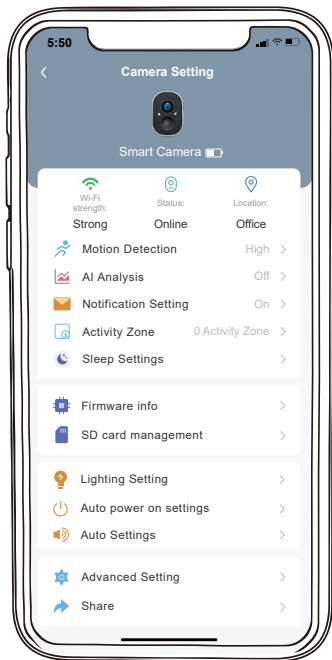 5:50
Camera Setting
Smart Camera
Wi-Fi
strength:
Status:
Location:
Strong
Online
Office
Motion Detection High
AI Analysis Off
Notification Setting On
Activity Zone 0 Activity Zone
Sleep Settings
Firmware info
SD card management
Lighting Setting
Auto power on settings
Auto Settings
Advanced Setting
Share